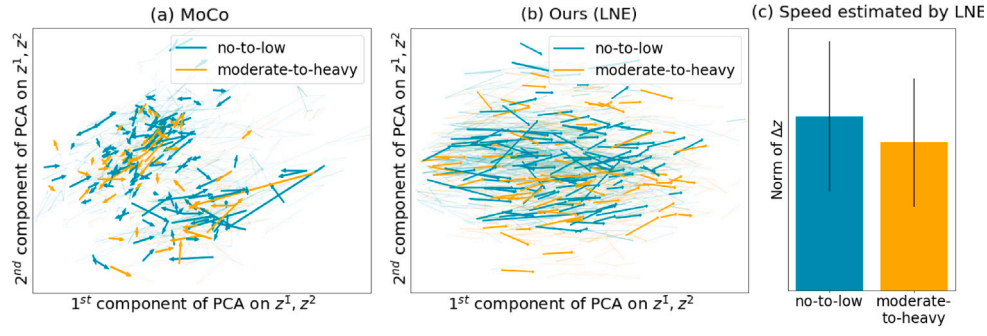 (a) MoCo
2nd component of PCA on z1, z2
no-to-low
moderate-to-heavy
1st component of PCA on z1, z2
(b) Ours (LNE)
2nd component of PCA on z1, z2
no-to-low
moderate-to-heavy
1st component of PCA on z1, z2
(c) Speed estimated by LNE
Norm of Δz
no-to-low
moderate-
to-heavy